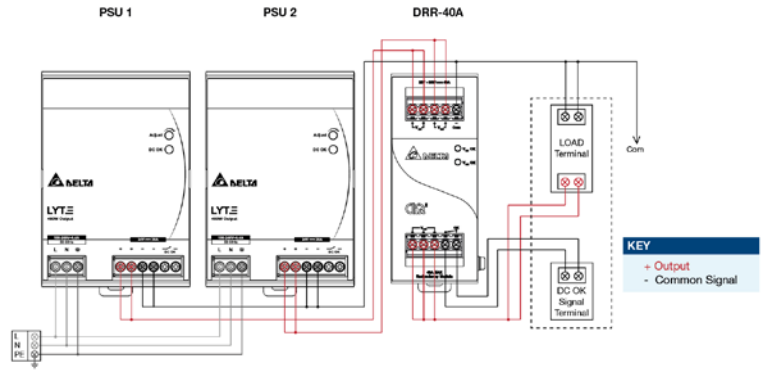 PSU 1
PSU 2
DRR-40A
Adjust
DC OK
Adjust
DC OK
DELTA
DELTA
DELTA
LYTE
LYTE
L N
L N
LOAD
Terminal
Com
DC OK
Signal
Terminal
KEY
+ Output
- Common Signal
L
N
PE